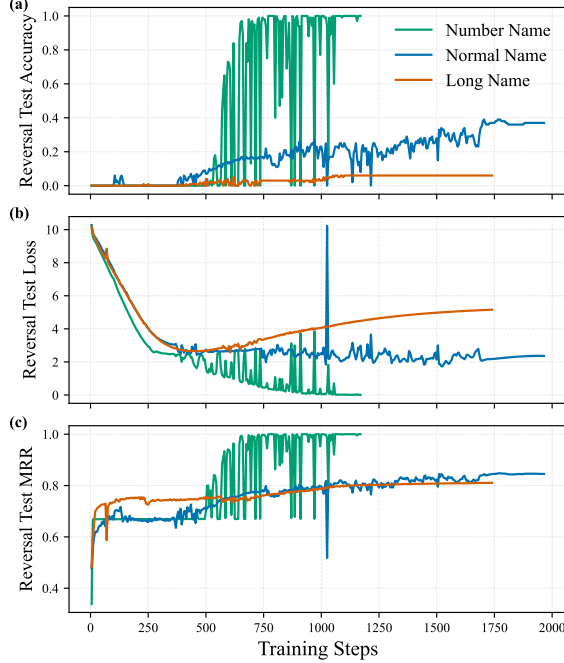 (a)
Reversal Test Accuracy
1.0
0.8
0.6
0.4
0.2
0.0
Number Name
Normal Name
Long Name
(b)
Reversal Test Loss
10
8
6
4
2
0
(c)
Reversal Test MRR
1.0
0.8
0.6
0.4
0 250 500 750 1000 1250 1500 1750 2000
Training Steps